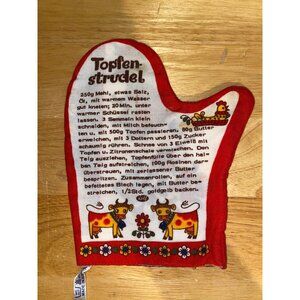 Topfen-
strudel
250g Mehl, etwas Salz,
Öl, mit warmem Wasser
gut kneten; 20 Min. unter
warmer Schüssel rasten
lassen. 3 Semmeln klein
schneiden, mit Milch befeuch-
ten u. mit 500g Topfen passieren. 80g Butter
erweichen, mit 3 Dottern und 150g Zucker
schaumig rühren. Schnee von 3 Eiweiß mit
Topfen u. Zitronenschale vermischen. Den
Teig ausziehen, Topfenfülle über den hal-
ben Teig aufstreichen, 100g Rosinen dar-
überstreuen, mit zerlassener Butter
bespritzen. Zusammenrollen, auf ein
befettetes Blech legen, mit Butter be-
streichen, 1/2 Std. goldgelb backen.